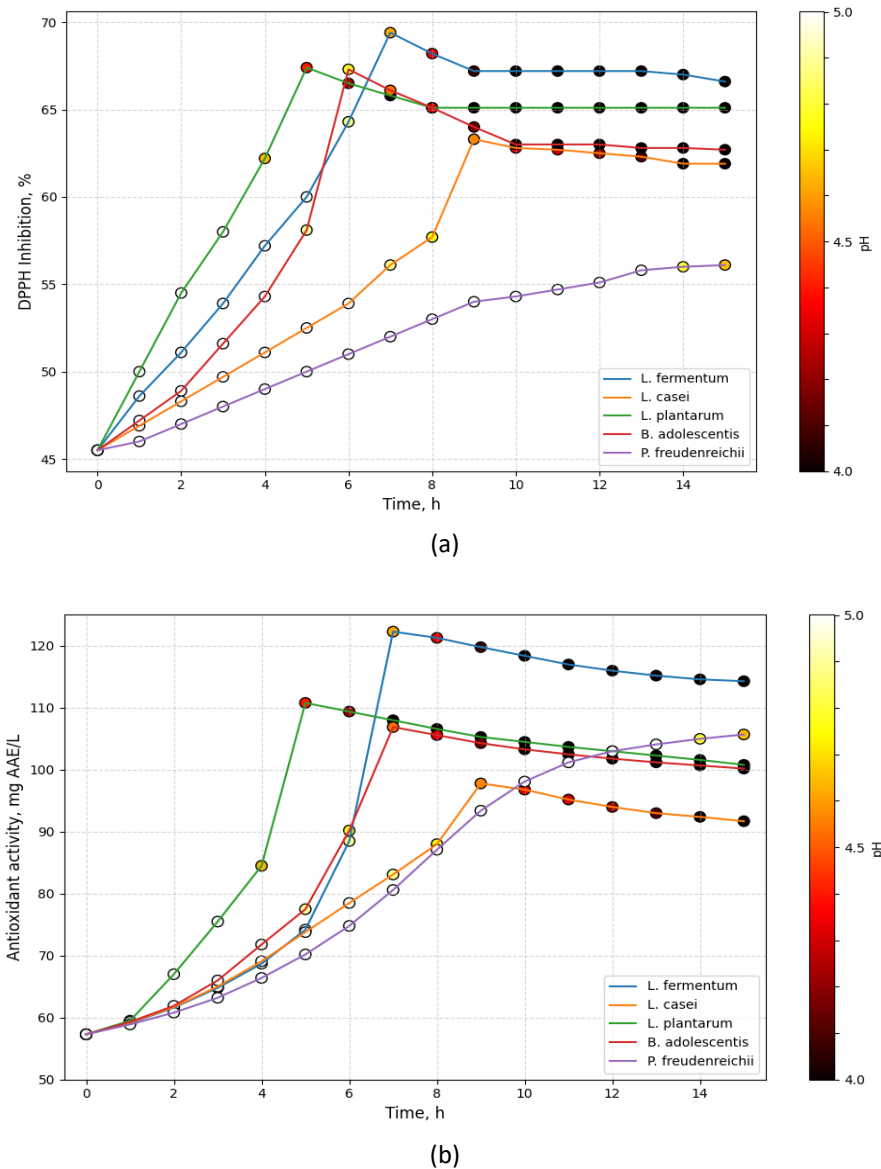 70
65
60
55
50
45
DPPH Inhibition, %
0 2 4 6 8 10 12 14
Time, h
L. fermentum
L. casei
L. plantarum
B. adolescentis
P. freudenreichii
5.0
4.5
4.0
pH
(a)
120
110
100
90
80
70
60
50
Antioxidant activity, mg AAE/L
0 2 4 6 8 10 12 14
Time, h
L. fermentum
L. casei
L. plantarum
B. adolescentis
P. freudenreichii
5.0
4.5
4.0
pH
(b)